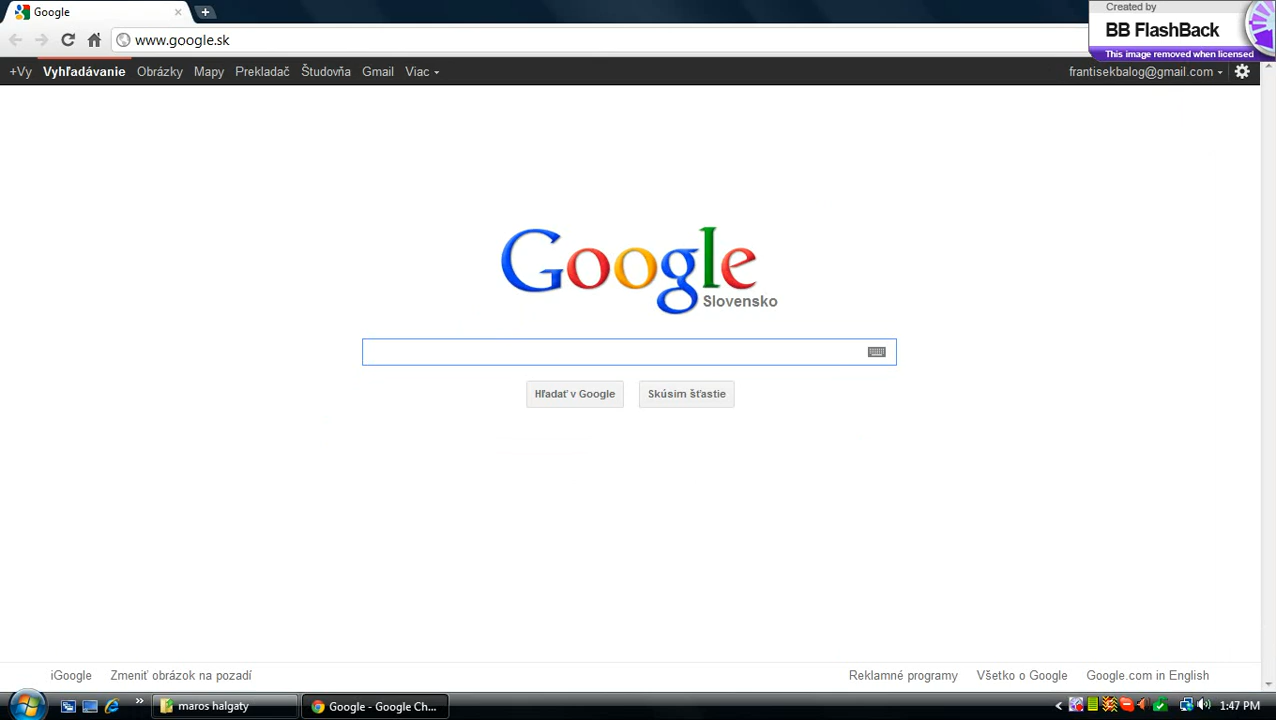 Google
Created by
BB FlashBack
This image removed when licensed
www.google.sk
+Vy Vyhľadávanie Obrázky Mapy Prekladač Študovňa Gmail Viac
frantisekbalog@gmail.com
Google
Slovensko
Hľadať v Google Skúsim šťastie
iGoogle Zmeniť obrázok na pozadí Reklamné programy Všetko o Google Google.com in English
maros halgaty Google - Google Ch... 1:47 PM